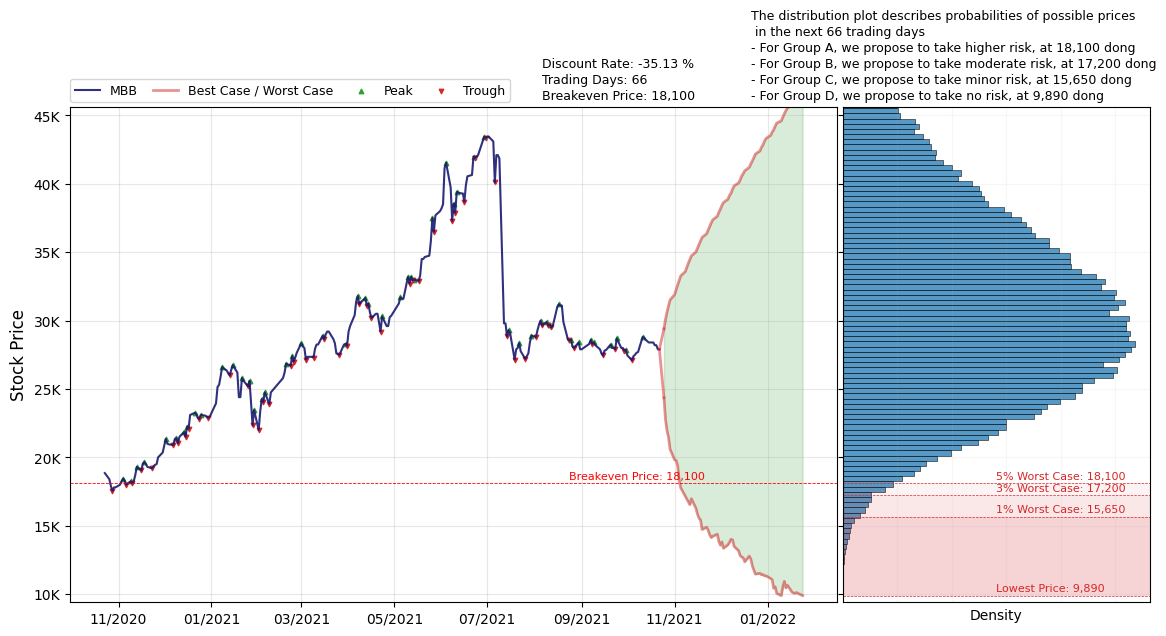 The distribution plot describes probabilities of possible prices
in the next 66 trading days
- For Group A, we propose to take higher risk, at 18,100 dong
- For Group B, we propose to take moderate risk, at 17,200 dong
- For Group C, we propose to take minor risk, at 15,650 dong
- For Group D, we propose to take no risk, at 9,890 dong
Discount Rate: -35.13 %
Trading Days: 66
Breakeven Price: 18,100
MBB Best Case / Worst Case Peak Trough
Stock Price
45K
40K
35K
30K
25K
20K
15K
10K
Breakeven Price: 18,100
5% Worst Case: 18,100
3% Worst Case: 17,200
1% Worst Case: 15,650
Lowest Price: 9,890
11/2020 01/2021 03/2021 05/2021 07/2021 09/2021 11/2021 01/2022
Density